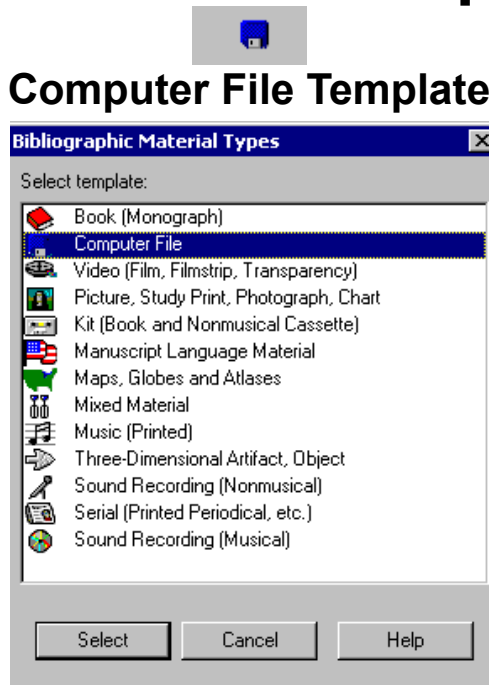 Computer File Template
Bibliographic Material Types
Select template:
Book (Monograph)
Computer File
Video (Film, Filmstrip, Transparency)
Picture, Study Print, Photograph, Chart
Kit (Book and Nonmusical Cassette)
Manuscript Language Material
Maps, Globes and Atlases
Mixed Material
Music (Printed)
Three-Dimensional Artifact, Object
Sound Recording (Nonmusical)
Serial (Printed Periodical, etc.)
Sound Recording (Musical)
Select
Cancel
Help